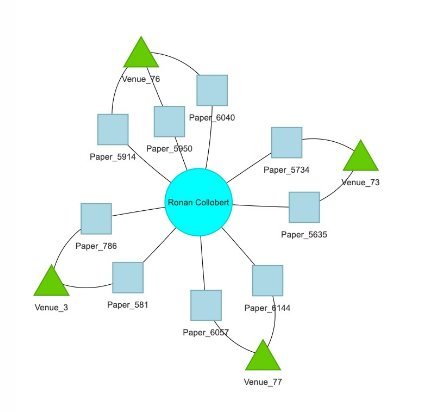 Venue_76
Paper_6040
Paper_5950
Paper_5914
Paper_5734
Venue_73
Ronan Collobert
Paper_5635
Paper_786
Paper_581
Venue_3
Paper_6144
Paper_6057
Venue_77